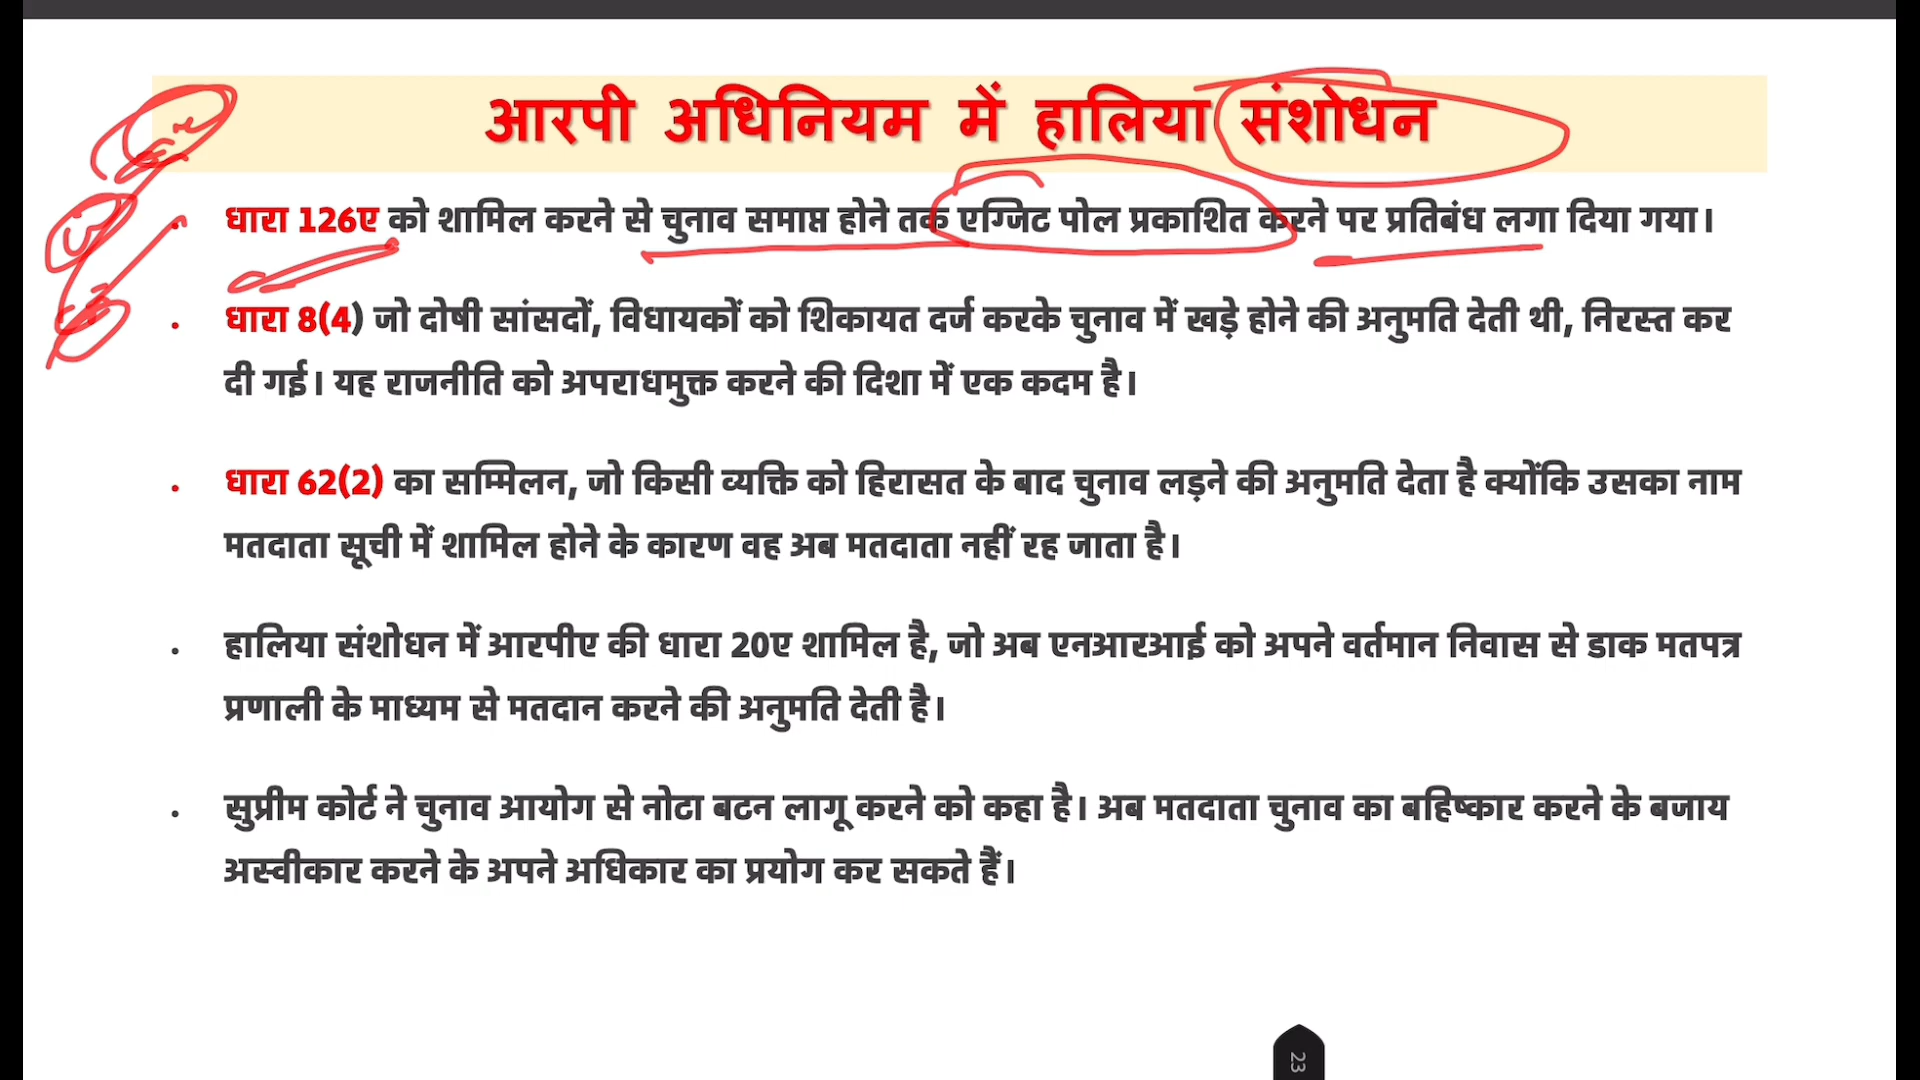 आरपी अधिनियम में हालिया संशोधन
• धारा 126ए को शामिल करने से चुनाव समाप्त होने तक एग्जिट पोल प्रकाशित करने पर प्रतिबंध लगा दिया गया।
• धारा 8(4) जो दोषी सांसदों, विधायकों को शिकायत दर्ज करके चुनाव में खड़े होने की अनुमति देती थी, निरस्त कर
दी गई। यह राजनीति को अपराधमुक्त करने की दिशा में एक कदम है।
• धारा 62(2) का सम्मिलन, जो किसी व्यक्ति को हिरासत के बाद चुनाव लड़ने की अनुमति देता है क्योंकि उसका नाम
मतदाता सूची में शामिल होने के कारण वह अब मतदाता नहीं रह जाता है।
• हालिया संशोधन में आरपीए की धारा 20ए शामिल है, जो अब एनआरआई को अपने वर्तमान निवास से डाक मतपत्र
प्रणाली के माध्यम से मतदान करने की अनुमति देती है।
• सुप्रीम कोर्ट ने चुनाव आयोग से नोटा बटन लागू करने को कहा है। अब मतदाता चुनाव का बहिष्कार करने के बजाय
अस्वीकार करने के अपने अधिकार का प्रयोग कर सकते हैं।
23